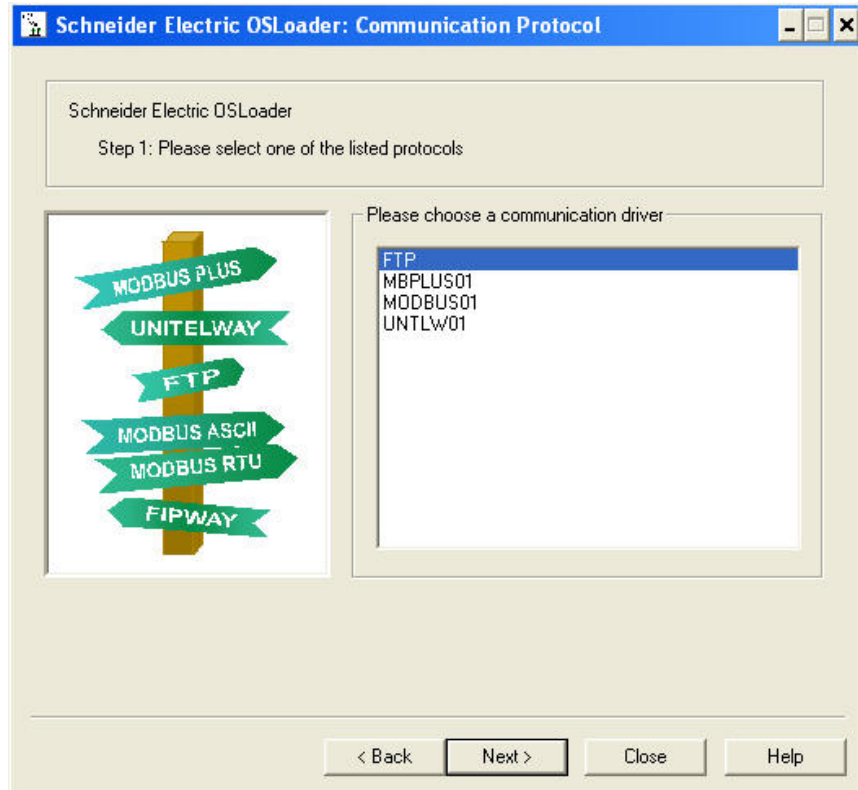 Schneider Electric OSLoader: Communication Protocol
Schneider Electric OSLoader
Step 1: Please select one of the listed protocols
MODBUS PLUS
UNITELWAY
FTP
MODBUS ASCII
MODBUS RTU
FIPWAY
Please choose a communication driver
FTP
MBPLUS01
MODBUS01
UNTLW01
< Back
Next >
Close
Help